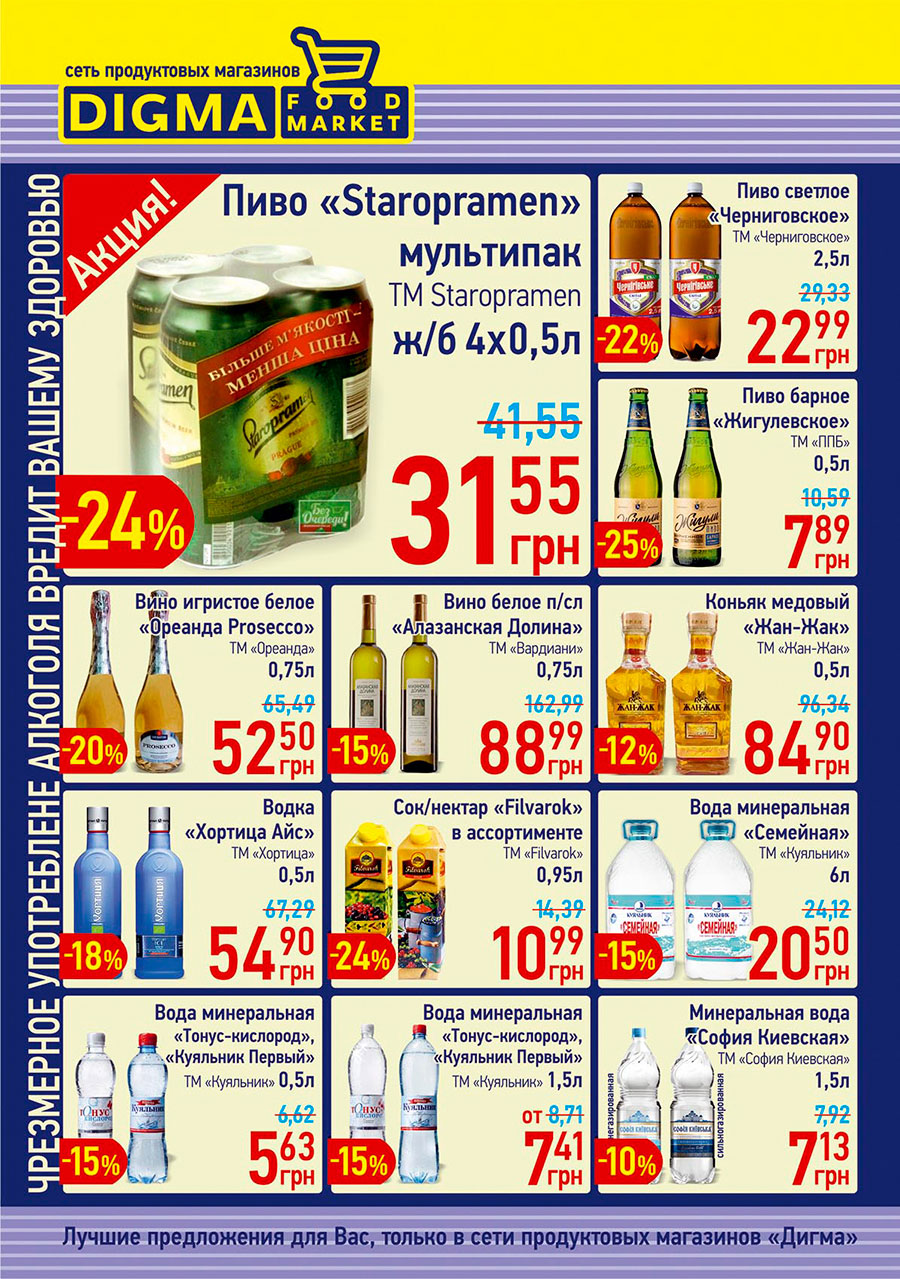 сеть продуктовых магазинов
DIGMA FOOD MARKET
ЧРЕЗМЕРНОЕ УПОТРЕБЛЕНЕ АЛКОГОЛЯ ВРЕДИТ ВАШЕМУ ЗДОРОВЬЮ
Акция!
Пиво «Staropramen»
мультипак
ТМ Staropramen
ж/б 4х0,5л
БІЛЬШЕ М'ЯКОСТІ –
МЕНША ЦІНА
Staropramen
PRAGUE
Без
Очереди!
41,55
31 55
грн
-24%
Пиво светлое
«Черниговское»
ТМ «Черниговское»
2,5л
Чернігівське
Чернігівське
29,33
22 99
грн
-22%
Пиво барное
«Жигулевское»
ТМ «ППБ»
0,5л
Жигули
10,59
7 89
грн
-25%
Вино игристое белое
«Ореанда Prosecco»
ТМ «Ореанда»
0,75л
PROSECCO
65,49
52 50
грн
-20%
Вино белое п/сл
«Алазанская Долина»
ТМ «Вардиани»
0,75л
162,99
88 99
грн
-15%
Коньяк медовый
«Жан-Жак»
ТМ «Жан-Жак»
0,5л
ЖАН-ЖАК
ЖАН-ЖАК
96,34
84 90
грн
-12%
Водка
«Хортица Айс»
ТМ «Хортица»
0,5л
67,29
54 90
грн
-18%
Сок/нектар «Filvarok»
в ассортименте
ТМ «Filvarok»
0,95л
Filvarok
Filvarok
14,39
10 99
грн
-24%
Вода минеральная
«Семейная»
ТМ «Куяльник»
6л
КУЯЛЬНИК
«СЕМЕЙНАЯ»
КУЯЛЬНИК
«СЕМЕЙНАЯ»
24,12
20 50
грн
-15%
Вода минеральная
«Тонус-кислород»,
«Куяльник Первый»
ТМ «Куяльник» 0,5л
ТОНУС
КИСЛОРОД
Куяльник
6,62
5 63
грн
-15%
Вода минеральная
«Тонус-кислород»,
«Куяльник Первый»
ТМ «Куяльник» 1,5л
ТОНУС
КИСЛОРОД
Куяльник
от 8,71
7 41
грн
-15%
Минеральная вода
«София Киевская»
ТМ «София Киевская»
1,5л
негазированная
сильногазированная
СОФІЯ КИЇВСЬКА
7,92
7 13
грн
-10%
Лучшие предложения для Вас, только в сети продуктовых магазинов «Дигма»